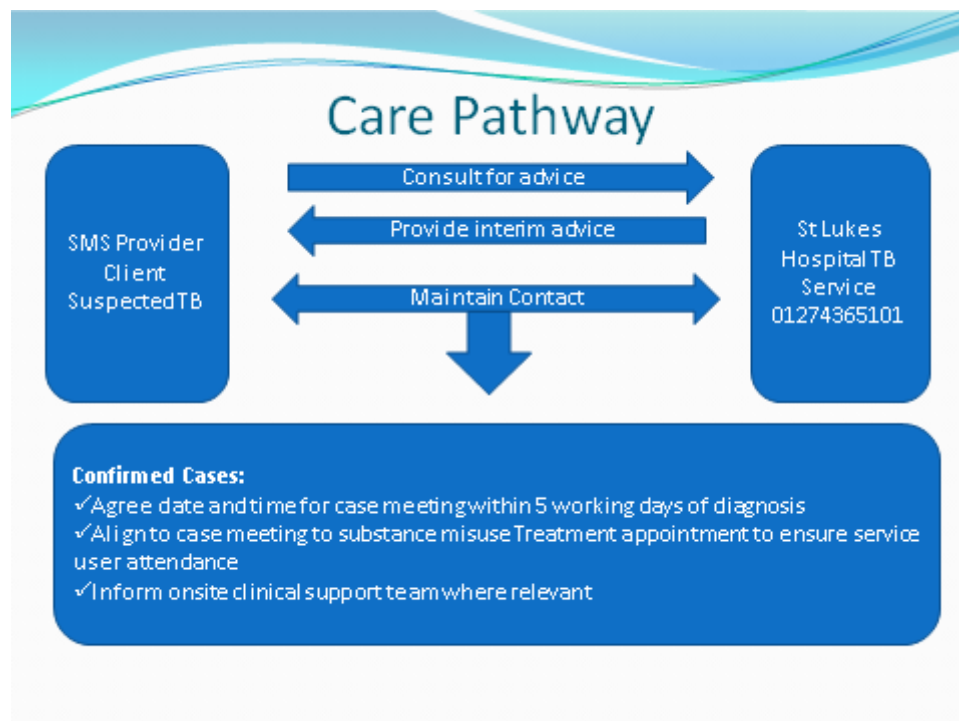 Care Pathway
SMS Provider
Client
Suspected TB
Consult for advice
Provide interim advice
Maintain Contact
St Lukes
Hospital TB
Service
01274365101
Confirmed Cases:
✓Agree date and time for case meeting within 5 working days of diagnosis
✓Align to case meeting to substance misuse Treatment appointment to ensure service
user attendance
✓Inform onsite clinical support team where relevant